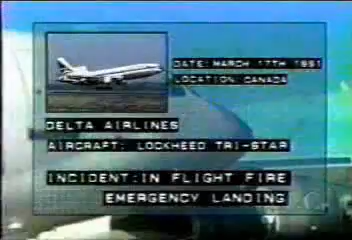 DATE: MARCH 17TH 1991
LOCATION: CANADA
DELTA AIRLINES
AIRCRAFT: LOCKHEED TRI-STAR
INCIDENT: IN FLIGHT FIRE
EMERGENCY LANDING